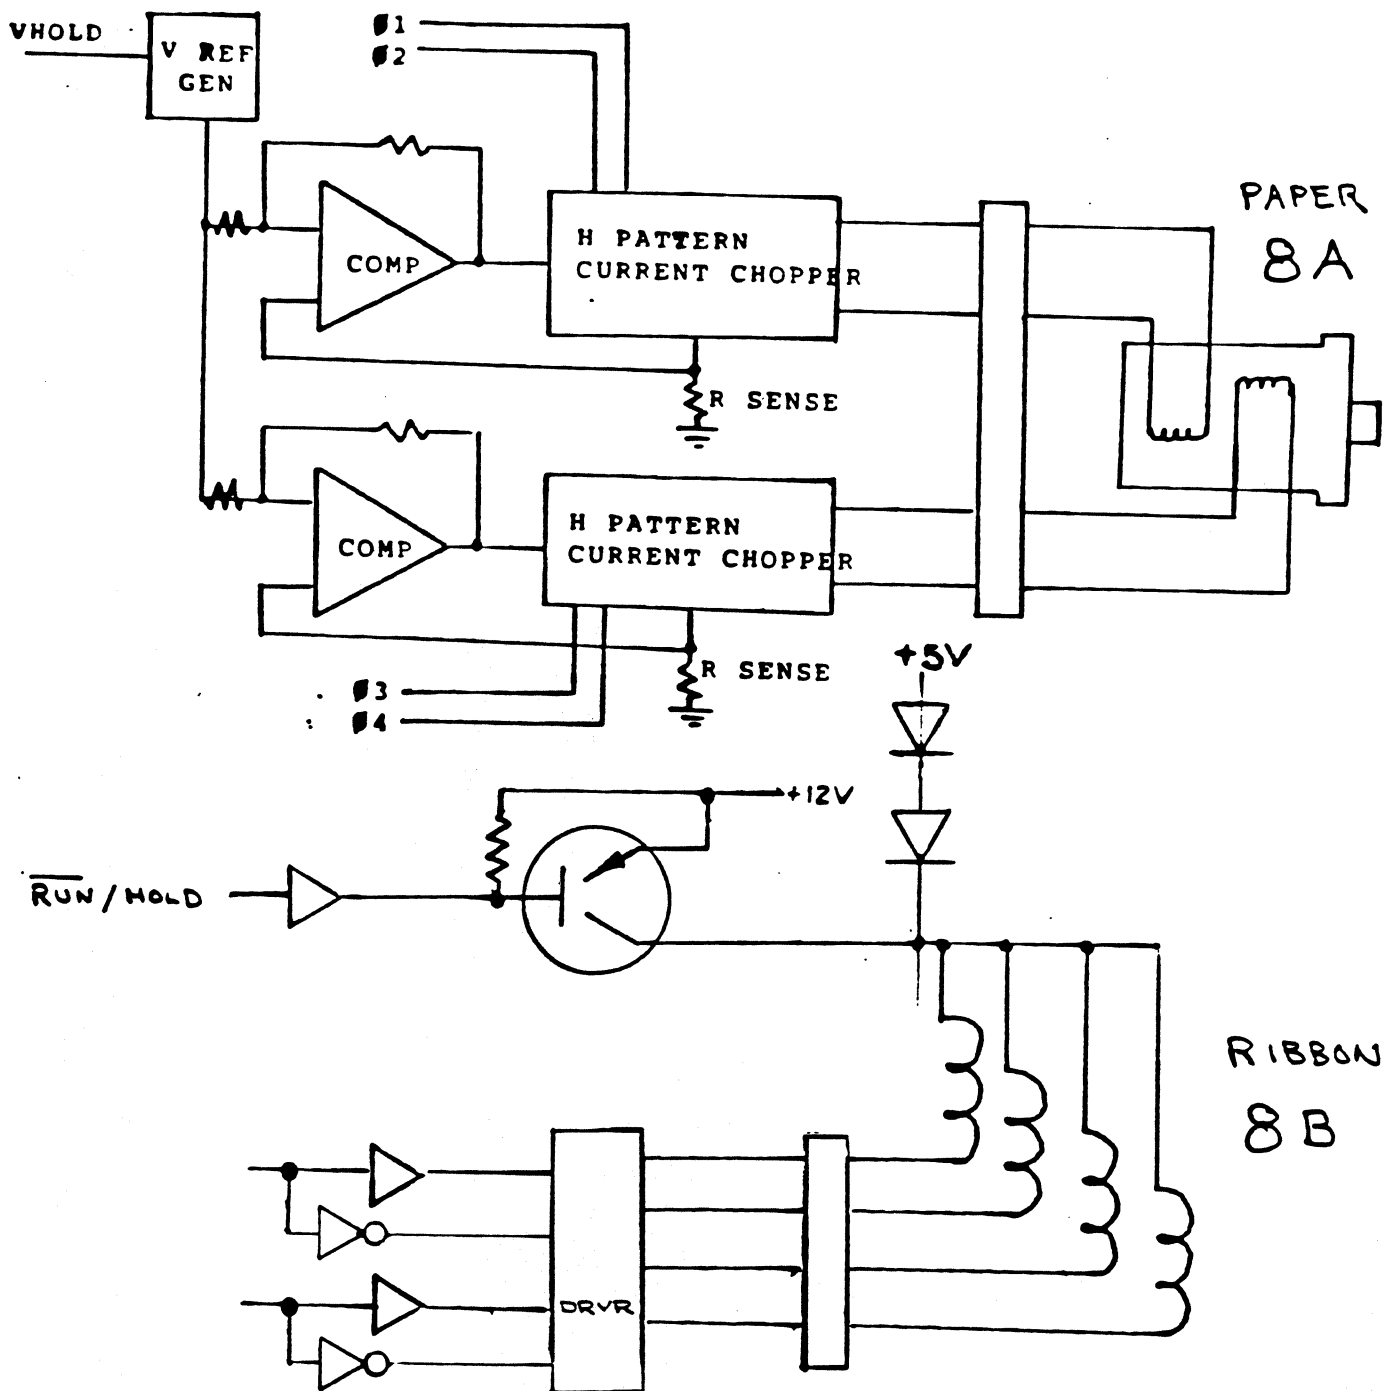 VHOLD
V REF
GEN
Ø1
Ø2
COMP
H PATTERN
CURRENT CHOPPER
R SENSE
PAPER
8A
COMP
H PATTERN
CURRENT CHOPPER
R SENSE
Ø3
Ø4
+5V
+12V
RUN/HOLD
RIBBON
8B
DRVR